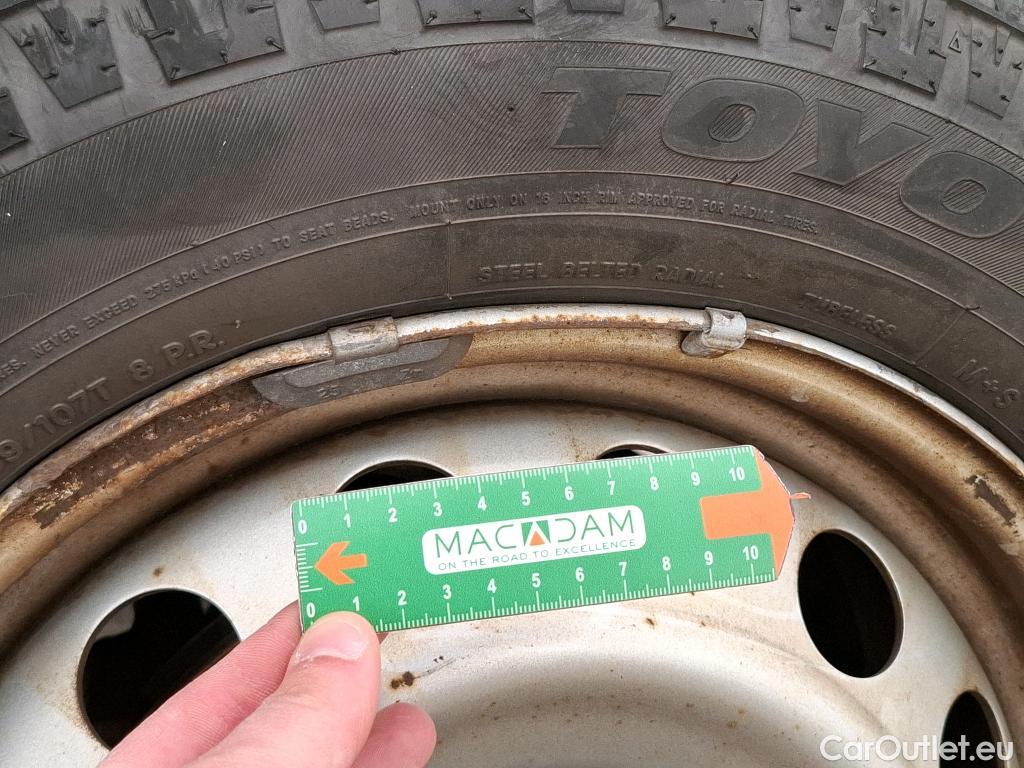 TOYO
MOUNT ONLY ON 16 INCH RIM APPROVED FOR RADIAL TIRES.
NEVER EXCEED 275 kPa (40 PSI) TO SEAT BEADS.
STEEL BELTED RADIAL
TUBELESS
M+S
9/107T 8 P.R.
25 Zn
0 1 2 3 4 5 6 7 8 9 10
MACADAM
ON THE ROAD TO EXCELLENCE
0 1 2 3 4 5 6 7 8 9 10
CarOutlet.eu